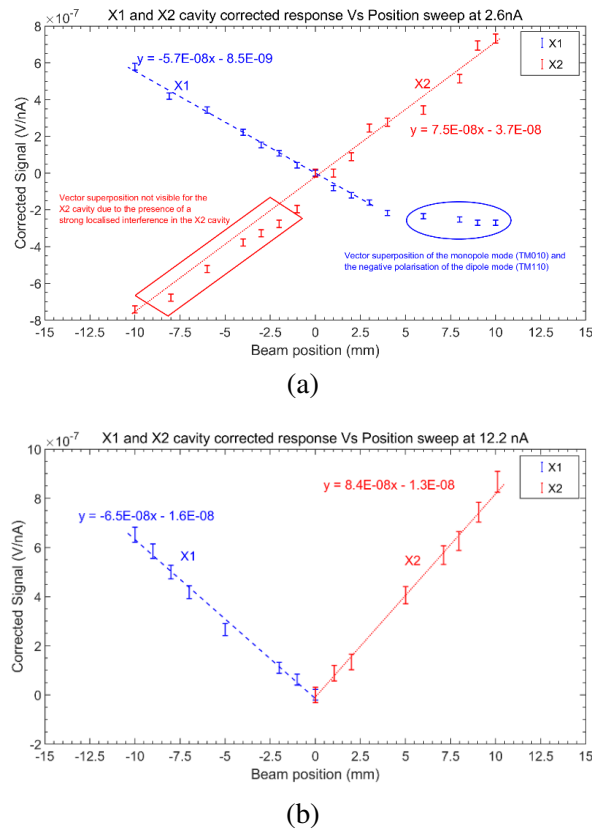 X1 and X2 cavity corrected response Vs Position sweep at 2.6nA
×10⁻⁷
8
6
4
2
0
-2
-4
-6
-8
Corrected Signal (V/nA)
y = -5.7E-08x - 8.5E-09
X1
X2
y = 7.5E-08x - 3.7E-08
X1
X2
Vector superposition not visible for the
X2 cavity due to the presence of a
strong localised interference in the X2 cavity
Vector superposition of the monopole mode (TM010) and
the negative polarisation of the dipole mode (TM110)
-15 -12.5 -10 -7.5 -5 -2.5 0 2.5 5 7.5 10 12.5 15
Beam position (mm)
(a)
X1 and X2 cavity corrected response Vs Position sweep at 12.2 nA
×10⁻⁷
10
8
6
4
2
0
-2
Corrected Signal (V/nA)
y = -6.5E-08x - 1.6E-08
X1
y = 8.4E-08x - 1.3E-08
X2
X1
X2
-15 -12.5 -10 -7.5 -5 -2.5 0 2.5 5 7.5 10 12.5 15
Beam position (mm)
(b)